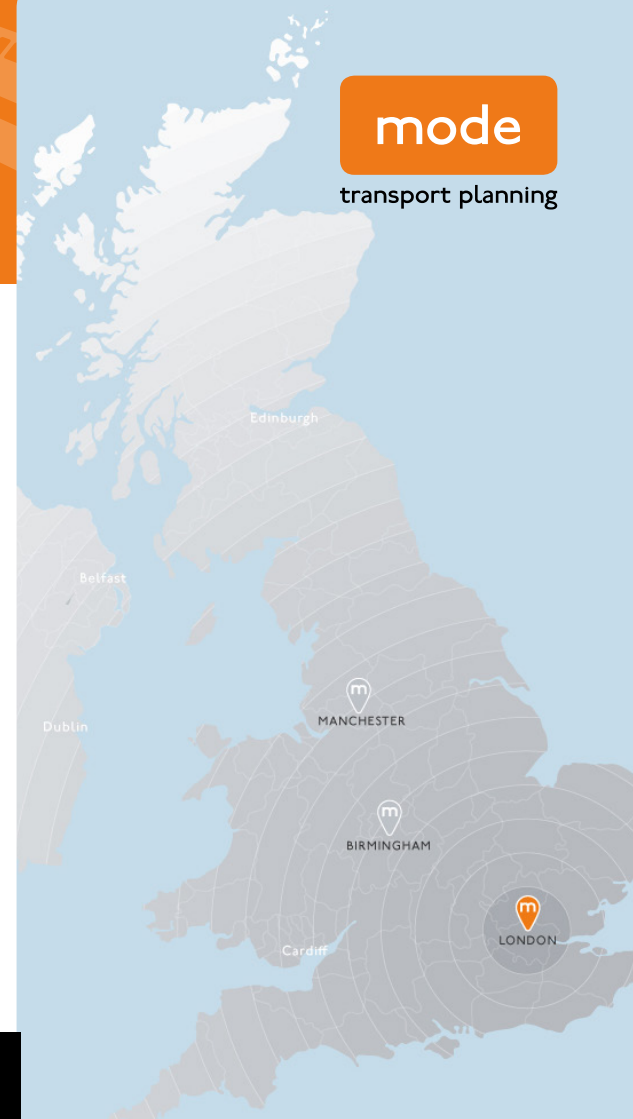 mode
transport planning
Edinburgh
Belfast
m
MANCHESTER
Dublin
m
BIRMINGHAM
m
LONDON
Cardiff